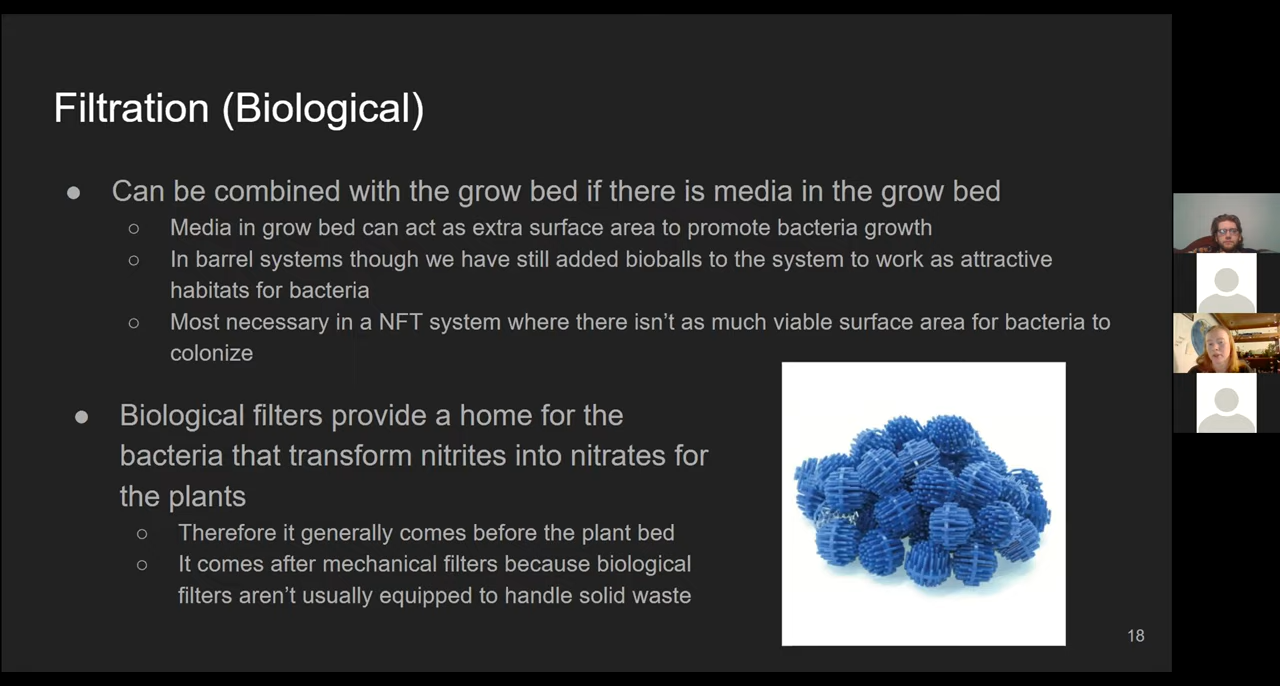 Filtration (Biological)
● Can be combined with the grow bed if there is media in the grow bed
○ Media in grow bed can act as extra surface area to promote bacteria growth
○ In barrel systems though we have still added bioballs to the system to work as attractive
habitats for bacteria
○ Most necessary in a NFT system where there isn't as much viable surface area for bacteria to
colonize
● Biological filters provide a home for the
bacteria that transform nitrites into nitrates for
the plants
○ Therefore it generally comes before the plant bed
○ It comes after mechanical filters because biological
filters aren't usually equipped to handle solid waste
18